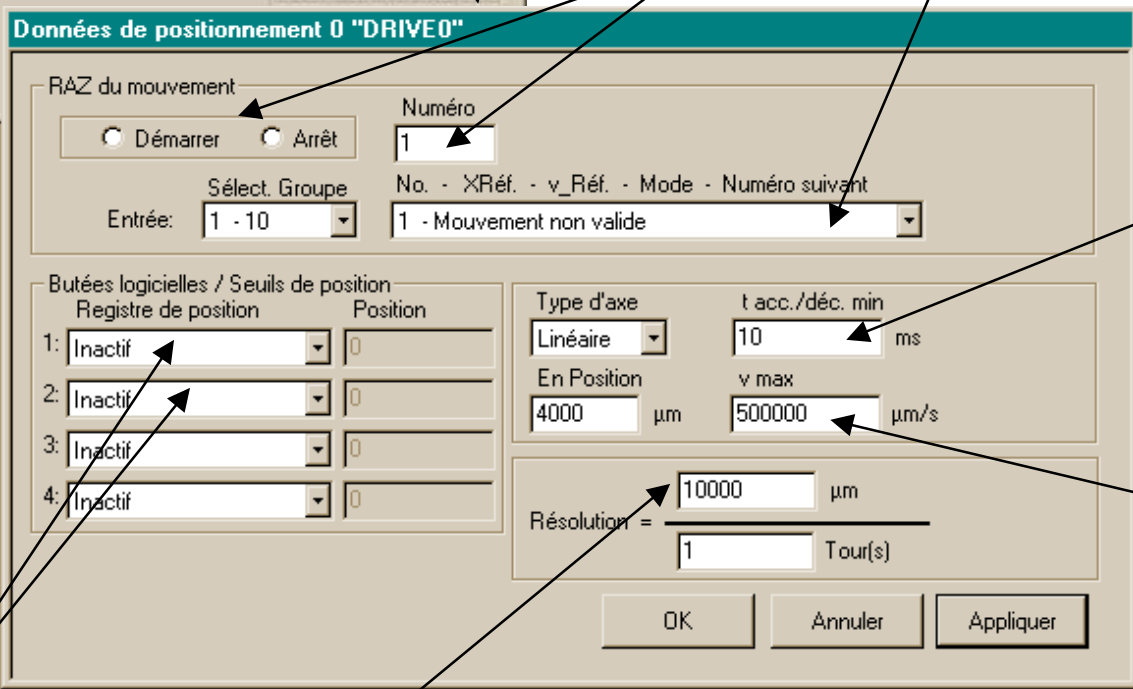 Données de positionnement 0 "DRIVE0"
RAZ du mouvement
Numéro
Démarrer Arrêt 1
Sélect. Groupe No. - XRéf. - v_Réf. - Mode - Numéro suivant
Entrée: 1 - 10 1 - Mouvement non valide
Butées logicielles / Seuils de position
Registre de position Position
1: Inactif 0
2: Inactif 0
3: Inactif 0
4: Inactif 0
Type d'axe t acc./déc. min
Linéaire 10 ms
En Position v max
4000 µm 500000 µm/s
10000 µm
Résolution =
1 Tour(s)
OK Annuler Appliquer